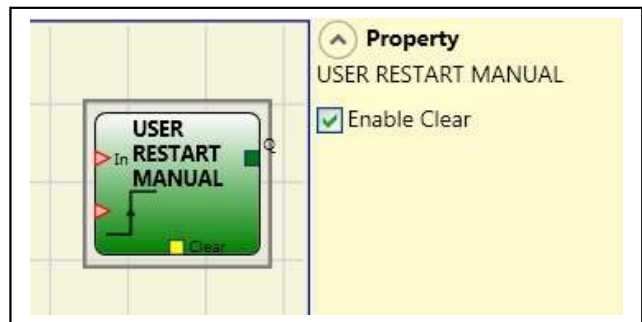 Property
USER RESTART MANUAL
Enable Clear
USER
In RESTART
MANUAL
Q
Clear